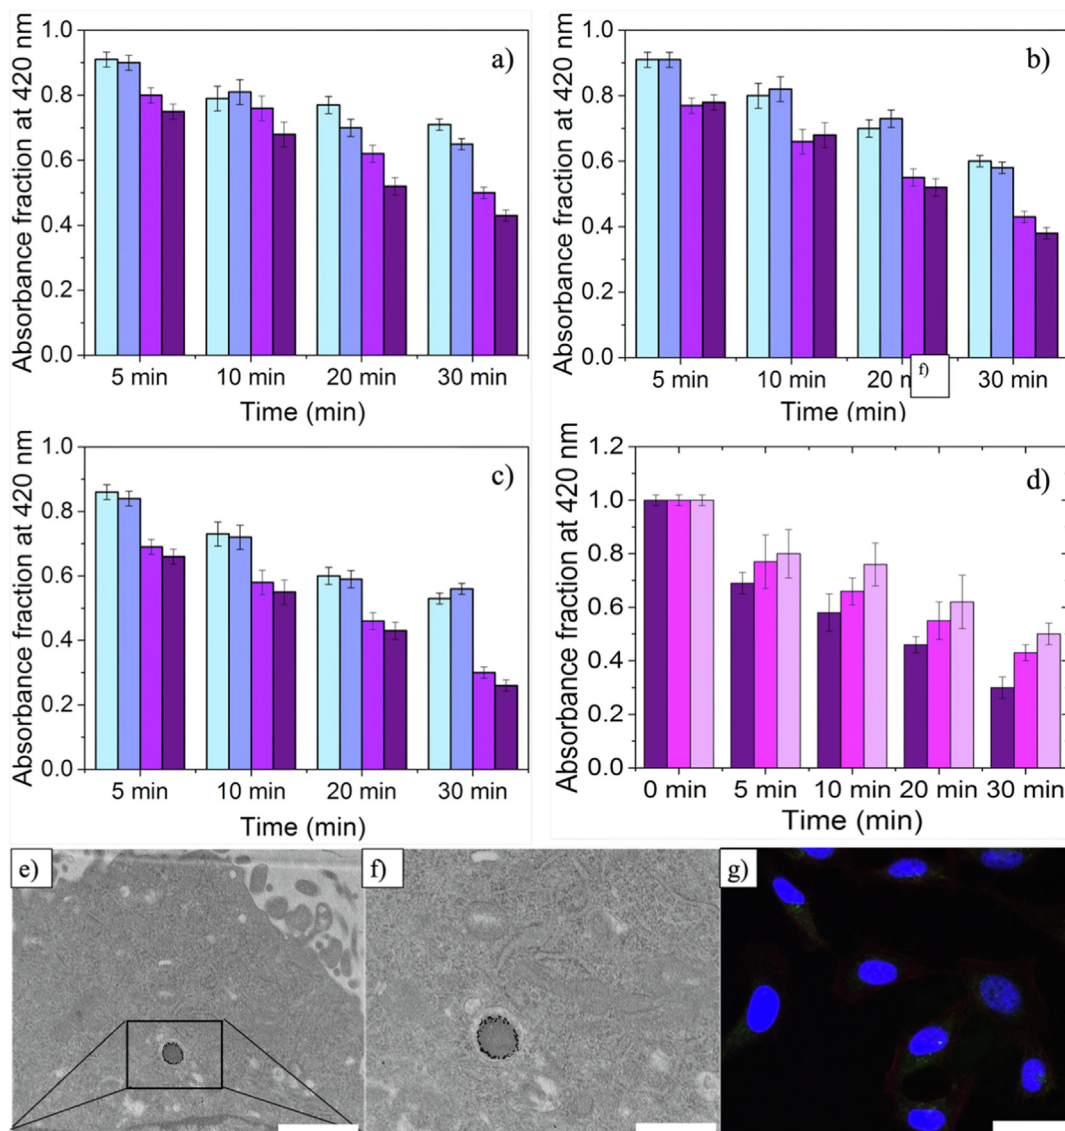 a)
Absorbance fraction at 420 nm
1.0
0.8
0.6
0.4
0.2
0.0
5 min
10 min
20 min
30 min
Time (min)
b)
Absorbance fraction at 420 nm
1.0
0.8
0.6
0.4
0.2
0.0
5 min
10 min
20
f)
30 min
Time (min)
c)
Absorbance fraction at 420 nm
1.0
0.8
0.6
0.4
0.2
0.0
5 min
10 min
20 min
30 min
Time (min)
d)
Absorbance fraction at 420 nm
1.2
1.0
0.8
0.6
0.4
0.2
0.0
0 min
5 min
10 min
20 min
30 min
Time (min)
e)
f)
g)